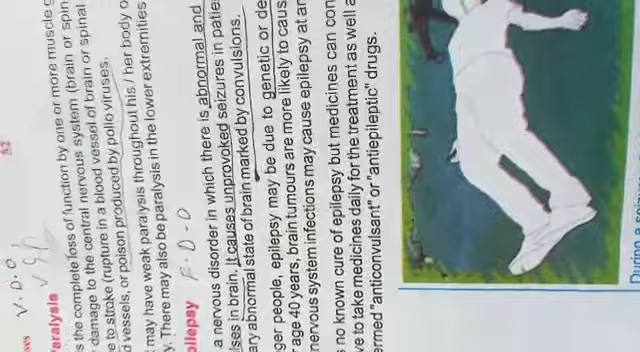 52
V.D.O
Paralysis
s the complete loss of function by one or more muscle g
damage to the central nervous system (brain or spin
e to stroke (rupture in a blood vessel of brain or spinal
d vessels, or poison produced by polio viruses.
may have weak paralysis throughout his / her body o
y. There may also be paralysis in the lower extremities
pilepsy F.D-O
a nervous disorder in which there is abnormal and
lses in brain. It causes unprovoked seizures in patie
ary abnormal state of brain marked by convulsions.
ger people, epilepsy may be due to genetic or de
age 40 years, brain tumours are more likely to caus
nervous system infections may cause epilepsy at an
no known cure of epilepsy but medicines can con
ve to take medicines daily for the treatment as well a
ermed "anticonvulsant" or "antiepileptic" drugs.
During a seizu